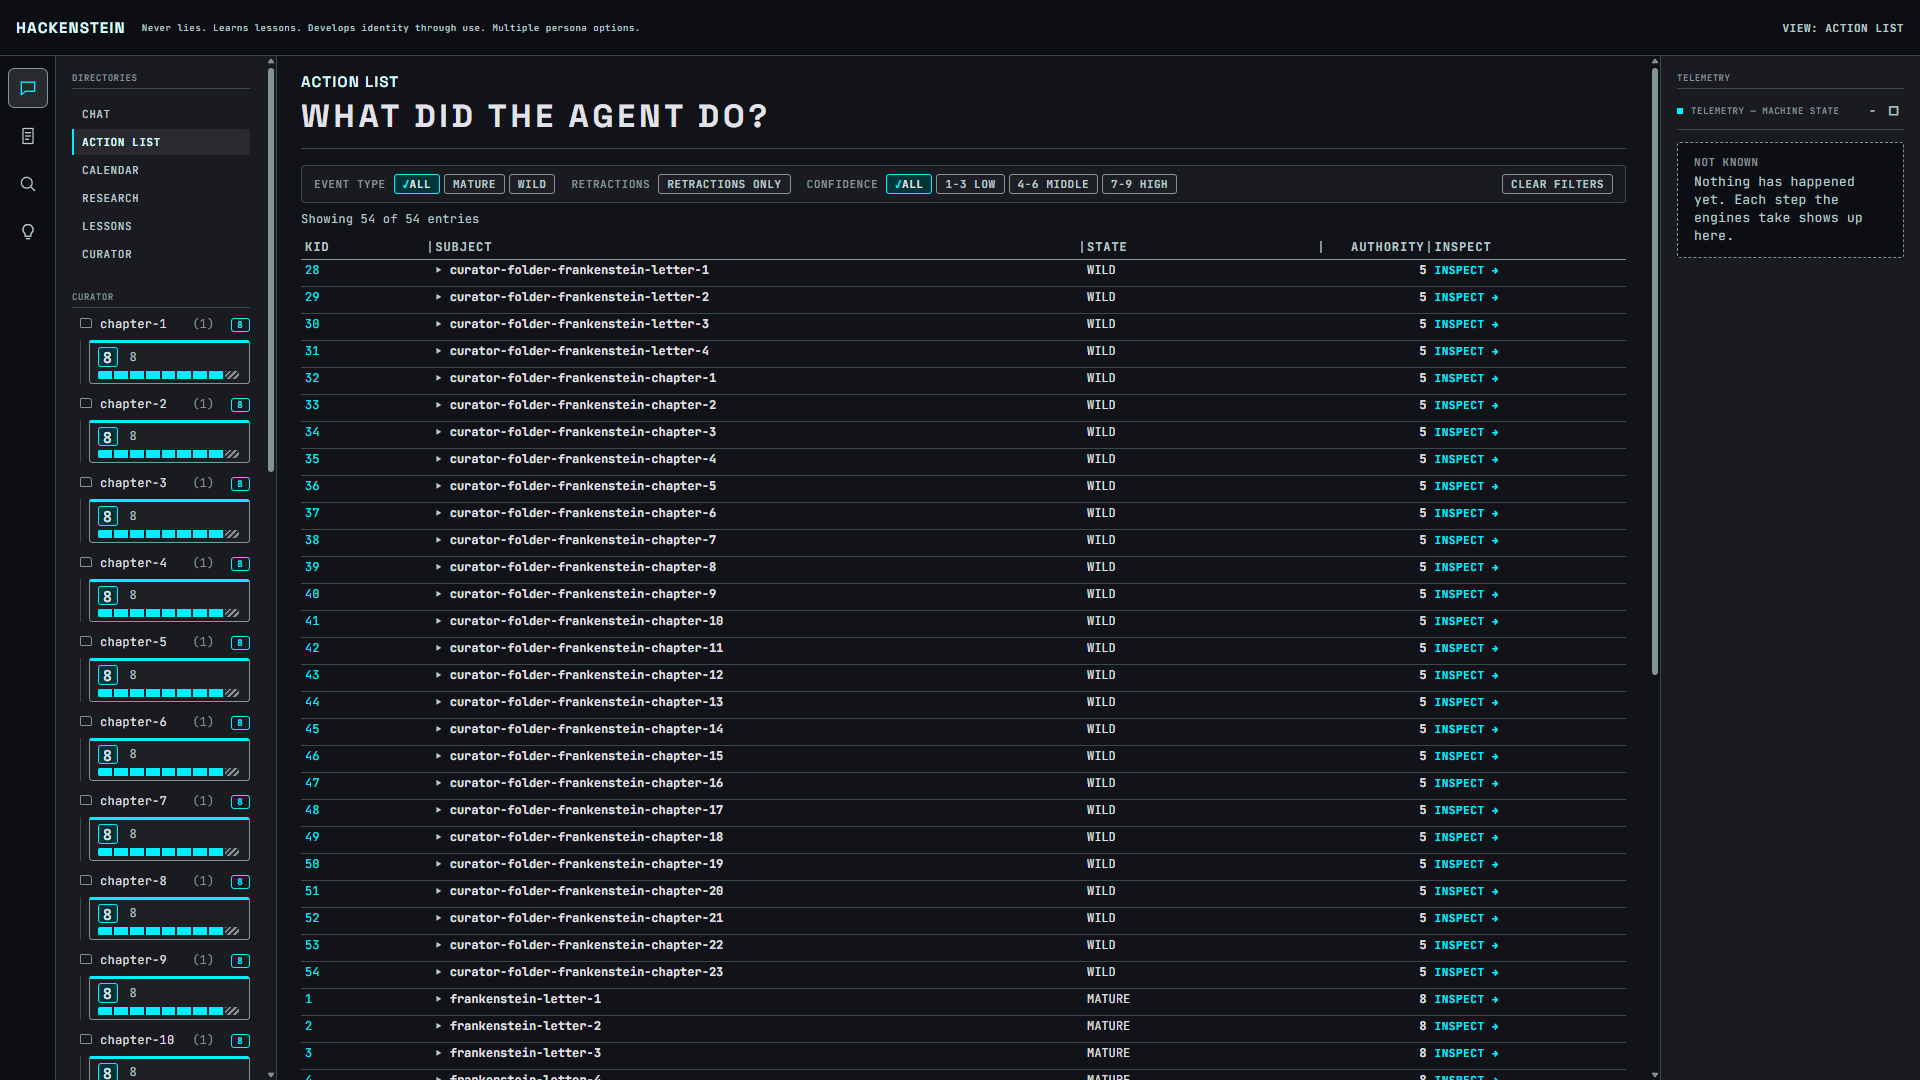 HACKENSTEIN
Never lies. Learns lessons. Develops identity through use. Multiple persona options.
VIEW: ACTION LIST
DIRECTORIES
CHAT
ACTION LIST
CALENDAR
RESEARCH
LESSONS
CURATOR
CURATOR
chapter-1 (1) 8
8 8
chapter-2 (1) 8
8 8
chapter-3 (1) 8
8 8
chapter-4 (1) 8
8 8
chapter-5 (1) 8
8 8
chapter-6 (1) 8
8 8
chapter-7 (1) 8
8 8
chapter-8 (1) 8
8 8
chapter-9 (1) 8
8 8
chapter-10 (1) 8
8 8
ACTION LIST
WHAT DID THE AGENT DO?
EVENT TYPE ✓ALL MATURE WILD RETRACTIONS RETRACTIONS ONLY CONFIDENCE ✓ALL 1-3 LOW 4-6 MIDDLE 7-9 HIGH CLEAR FILTERS
Showing 54 of 54 entries
KID SUBJECT STATE AUTHORITY INSPECT
28 curator-folder-frankenstein-letter-1 WILD 5 INSPECT →
29 curator-folder-frankenstein-letter-2 WILD 5 INSPECT →
30 curator-folder-frankenstein-letter-3 WILD 5 INSPECT →
31 curator-folder-frankenstein-letter-4 WILD 5 INSPECT →
32 curator-folder-frankenstein-chapter-1 WILD 5 INSPECT →
33 curator-folder-frankenstein-chapter-2 WILD 5 INSPECT →
34 curator-folder-frankenstein-chapter-3 WILD 5 INSPECT →
35 curator-folder-frankenstein-chapter-4 WILD 5 INSPECT →
36 curator-folder-frankenstein-chapter-5 WILD 5 INSPECT →
37 curator-folder-frankenstein-chapter-6 WILD 5 INSPECT →
38 curator-folder-frankenstein-chapter-7 WILD 5 INSPECT →
39 curator-folder-frankenstein-chapter-8 WILD 5 INSPECT →
40 curator-folder-frankenstein-chapter-9 WILD 5 INSPECT →
41 curator-folder-frankenstein-chapter-10 WILD 5 INSPECT →
42 curator-folder-frankenstein-chapter-11 WILD 5 INSPECT →
43 curator-folder-frankenstein-chapter-12 WILD 5 INSPECT →
44 curator-folder-frankenstein-chapter-13 WILD 5 INSPECT →
45 curator-folder-frankenstein-chapter-14 WILD 5 INSPECT →
46 curator-folder-frankenstein-chapter-15 WILD 5 INSPECT →
47 curator-folder-frankenstein-chapter-16 WILD 5 INSPECT →
48 curator-folder-frankenstein-chapter-17 WILD 5 INSPECT →
49 curator-folder-frankenstein-chapter-18 WILD 5 INSPECT →
50 curator-folder-frankenstein-chapter-19 WILD 5 INSPECT →
51 curator-folder-frankenstein-chapter-20 WILD 5 INSPECT →
52 curator-folder-frankenstein-chapter-21 WILD 5 INSPECT →
53 curator-folder-frankenstein-chapter-22 WILD 5 INSPECT →
54 curator-folder-frankenstein-chapter-23 WILD 5 INSPECT →
1 frankenstein-letter-1 MATURE 8 INSPECT →
2 frankenstein-letter-2 MATURE 8 INSPECT →
3 frankenstein-letter-3 MATURE 8 INSPECT →
4 frankenstein-letter-4 MATURE 8 INSPECT →
TELEMETRY
TELEMETRY — MACHINE STATE
NOT KNOWN
Nothing has happened
yet. Each step the
engines take shows up
here.